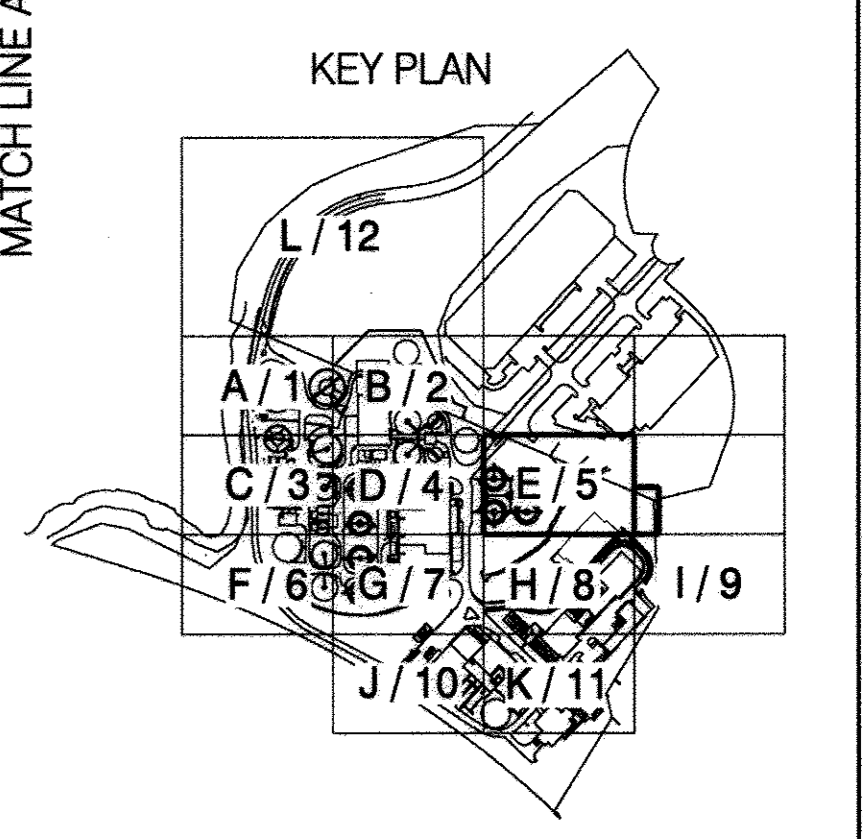 MATCH LINE A
KEY PLAN
L / 12
A / 1
B / 2
C / 3
D / 4
E / 5
F / 6
G / 7
H / 8
I / 9
J / 10
K / 11